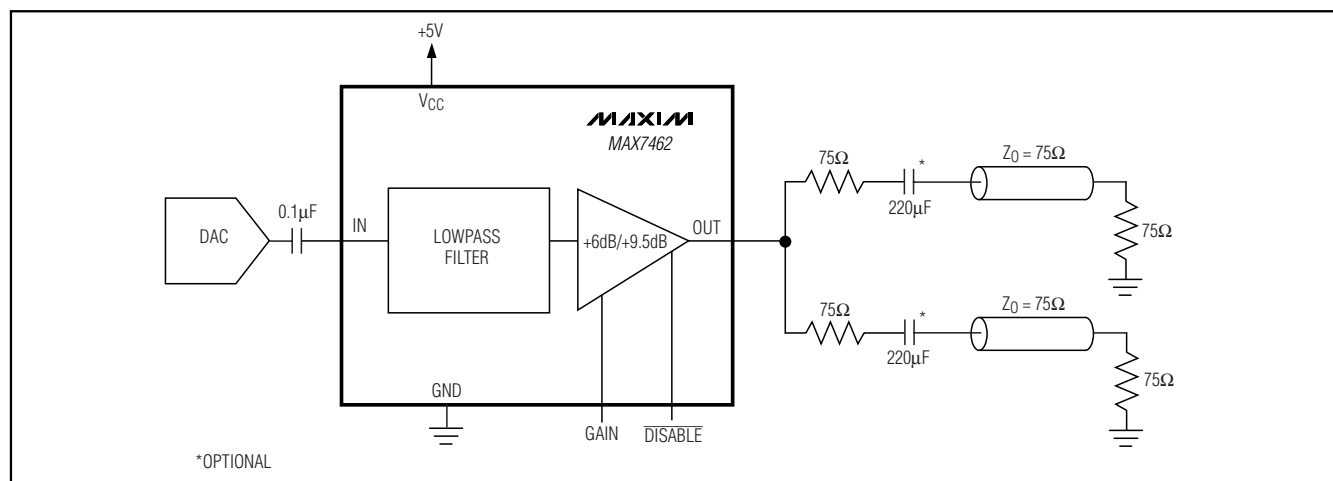 +5V
VCC
MAXIM
MAX7462
DAC
0.1μF
IN
LOWPASS
FILTER
+6dB/+9.5dB
OUT
75Ω
*
220μF
Z0 = 75Ω
75Ω
75Ω
*
220μF
Z0 = 75Ω
75Ω
GND
GAIN
DISABLE
*OPTIONAL